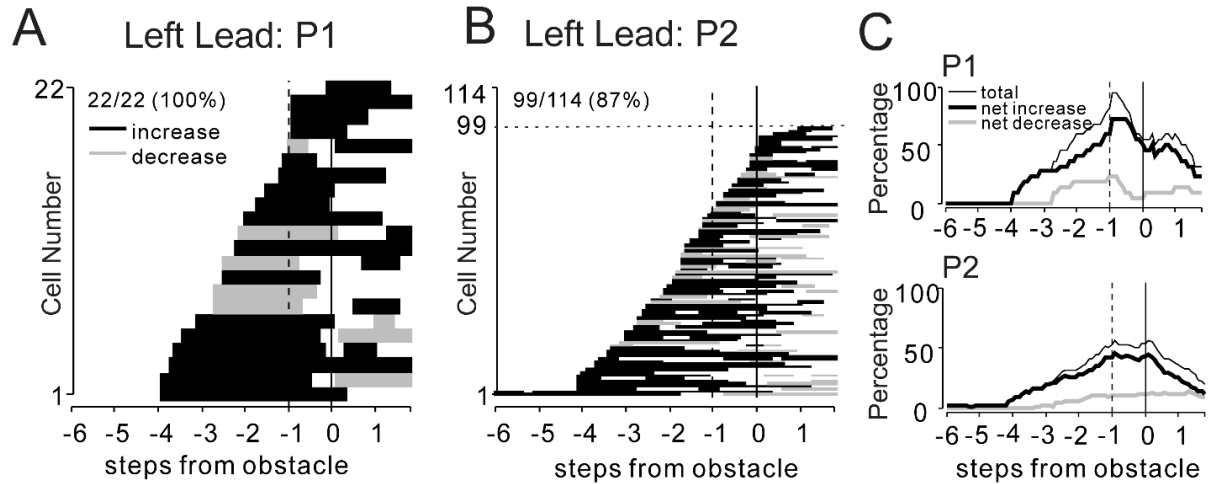 A
Left Lead: P1
22
22/22 (100%)
increase
decrease
Cell Number
1
-6 -5 -4 -3 -2 -1 0 1
steps from obstacle
B
Left Lead: P2
114
99/114 (87%)
99
Cell Number
1
-6 -5 -4 -3 -2 -1 0 1
steps from obstacle
C
P1
100
total
net increase
net decrease
50
Percentage
0
-6 -5 -4 -3 -2 -1 0 1
P2
100
50
Percentage
0
-6 -5 -4 -3 -2 -1 0 1
steps from obstacle